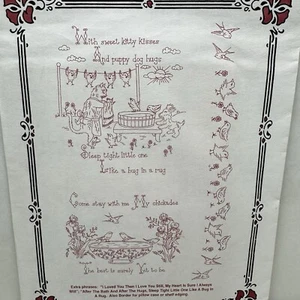 With sweet kitty kisses
And puppy dog hugs
Sleep tight little one
Like a bug in a rug
Come stay with me My chickadee
The best is surely Yet to be
Extra phrases: "I Loved You Then I Love You Still, My Heart Is Sure I Always
Will", "After The Bath And After The Hugs, Sleep Tight Little One Like A Bug In
A Rug. Also Border for pillow case or sheet edging.